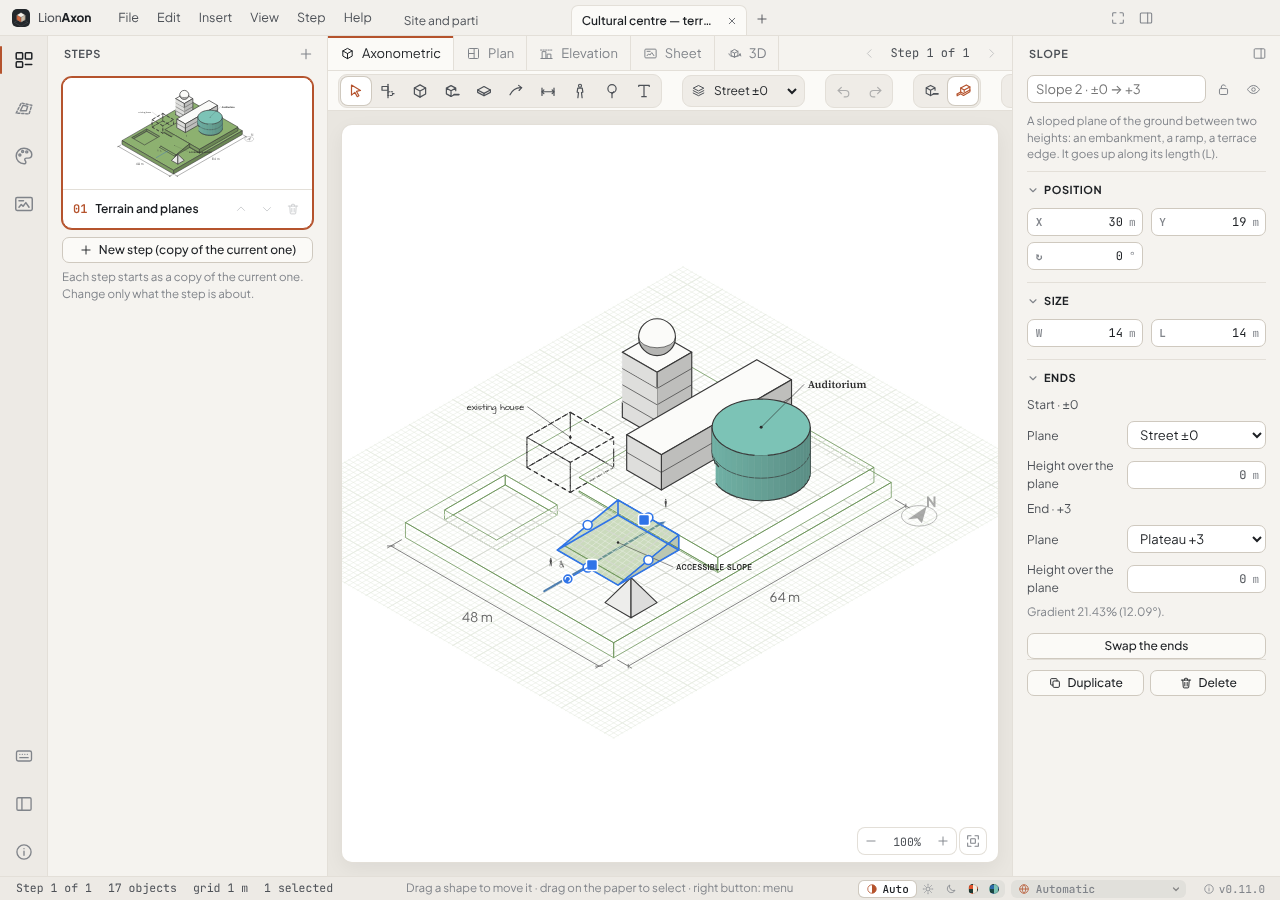 LionAxon
File
Edit
Insert
View
Step
Help
Site and parti
Cultural centre — terr...
STEPS
Axonometric
Plan
Elevation
Sheet
3D
Step 1 of 1
Street ±0
01 Terrain and planes
New step (copy of the current one)
Each step starts as a copy of the current one.
Change only what the step is about.
Auditorium
existing house
N
ACCESSIBLE SLOPE
64 m
48 m
100%
SLOPE
Slope 2 · ±0 → +3
A sloped plane of the ground between two
heights: an embankment, a ramp, a terrace
edge. It goes up along its length (L).
POSITION
X 30 m
Y 19 m
↻ 0 °
SIZE
W 14 m
L 14 m
ENDS
Start · ±0
Plane Street ±0
Height over the
plane 0 m
End · +3
Plane Plateau +3
Height over the
plane 0 m
Gradient 21.43% (12.09°).
Swap the ends
Duplicate
Delete
Step 1 of 1
17 objects
grid 1 m
1 selected
Drag a shape to move it · drag on the paper to select · right button: menu
Auto
Automatic
v0.11.0